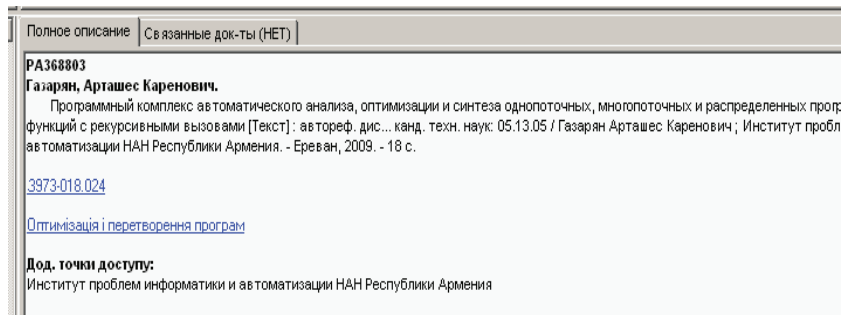 Полное описание Связанные док-ты (НЕТ)
РА368803
Газарян, Арташес Каренович.
Программный комплекс автоматического анализа, оптимизации и синтеза однопоточных, многопоточных и распределенных прогр
функций с рекурсивными вызовами [Текст] : автореф. дис... канд. техн. наук: 05.13.05 / Газарян Арташес Каренович ; Институт пробл
автоматизации НАН Республики Армения. - Ереван, 2009. - 18 с.
З973-018.024
Оптимізація і перетворення програм
Дод. точки доступу:
Институт проблем информатики и автоматизации НАН Республики Армения